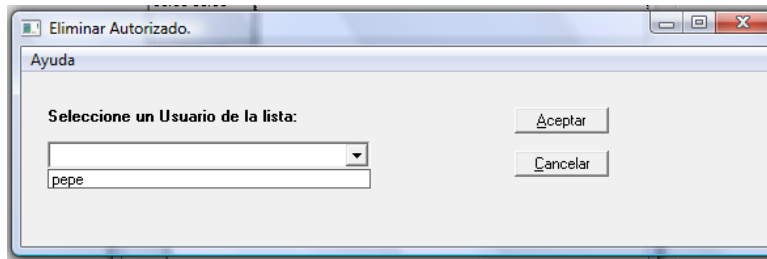 Eliminar Autorizado.
Ayuda
Seleccione un Usuario de la lista:
Aceptar
pepe
Cancelar